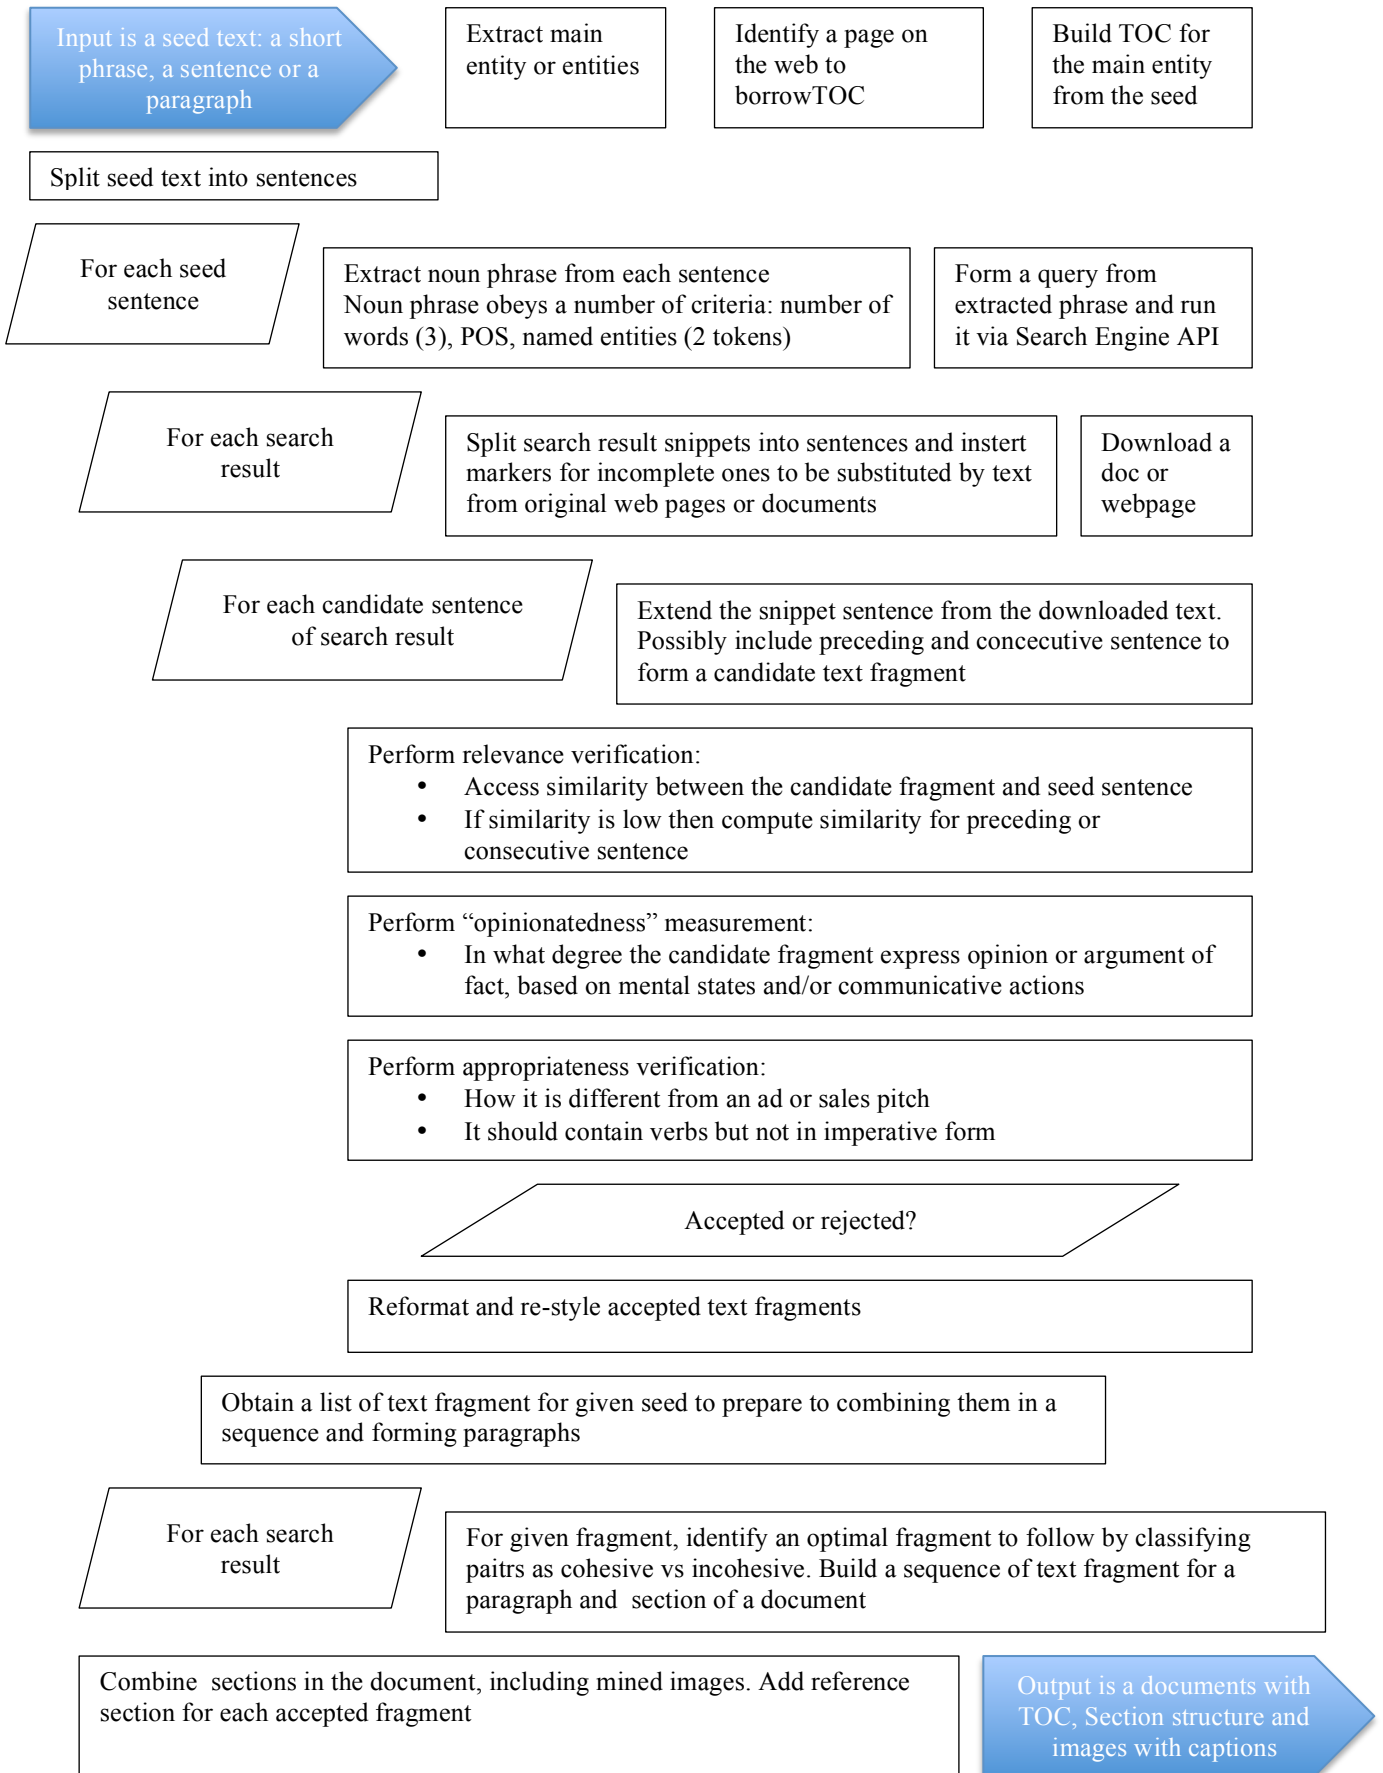 Input is a seed text: a short
phrase, a sentence or a
paragraph
Extract main
entity or entities
Identify a page on
the web to
borrowTOC
Build TOC for
the main entity
from the seed
Split seed text into sentences
For each seed
sentence
Extract noun phrase from each sentence
Noun phrase obeys a number of criteria: number of
words (3), POS, named entities (2 tokens)
Form a query from
extracted phrase and run
it via Search Engine API
For each search
result
Split search result snippets into sentences and instert
markers for incomplete ones to be substituted by text
from original web pages or documents
Download a
doc or
webpage
For each candidate sentence
of search result
Extend the snippet sentence from the downloaded text.
Possibly include preceding and concecutive sentence to
form a candidate text fragment
Perform relevance verification:
• Access similarity between the candidate fragment and seed sentence
• If similarity is low then compute similarity for preceding or
consecutive sentence
Perform “opinionatedness” measurement:
• In what degree the candidate fragment express opinion or argument of
fact, based on mental states and/or communicative actions
Perform appropriateness verification:
• How it is different from an ad or sales pitch
• It should contain verbs but not in imperative form
Accepted or rejected?
Reformat and re-style accepted text fragments
Obtain a list of text fragment for given seed to prepare to combining them in a
sequence and forming paragraphs
For each search
result
For given fragment, identify an optimal fragment to follow by classifying
paitrs as cohesive vs incohesive. Build a sequence of text fragment for a
paragraph and section of a document
Combine sections in the document, including mined images. Add reference
section for each accepted fragment
Output is a documents with
TOC, Section structure and
images with captions